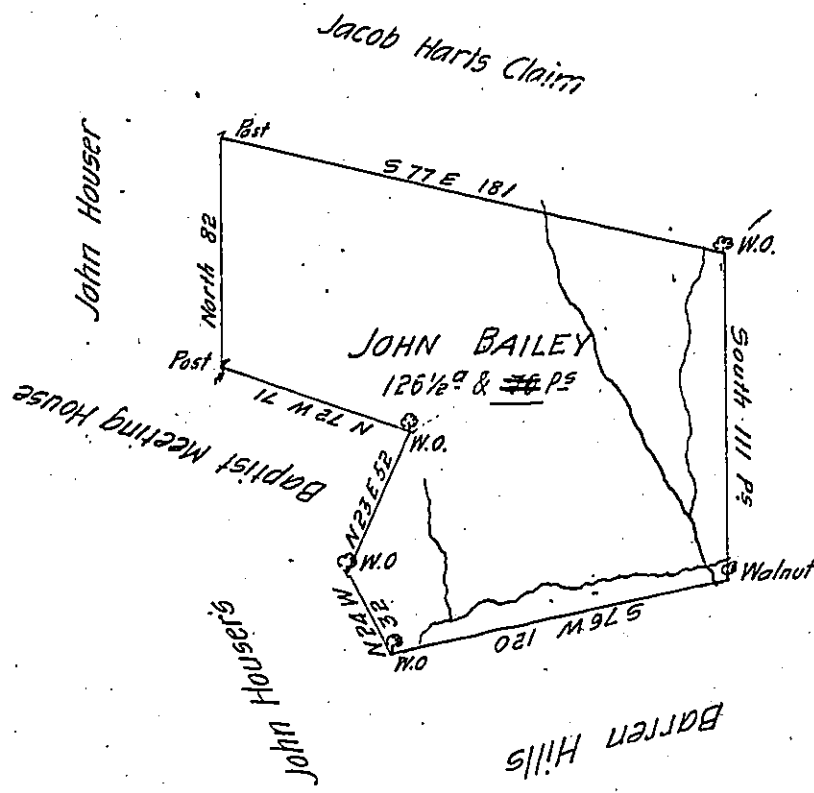 Jacob Harts Claim
John Houser
Post
S 77 E 181
W.O.
North 82
South 111 Ps
JOHN BAILEY
126½ a & 76 Ps
Post
N 72 W 71
W.O.
Baptist Meeting House
N 23 E 52
W.O
Walnut
N 24 W 32
W.O
S 76 W 120
John Houser's
Barren Hills